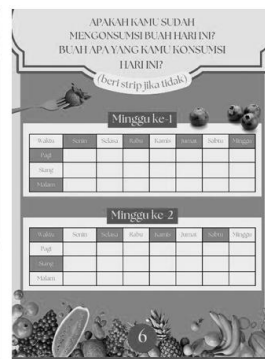 APAKAH KAMU SUDAH
MENGONSUMSI BUAH HARI INI?
BUAH APA YANG KAMU KONSUMSI
HARI INI?
(beri strip jika tidak)
Minggu ke-1
Waktu Senin Selasa Rabu Kamis Jumat Sabtu Minggu
Pagi
Siang
Malam
Minggu ke-2
Waktu Senin Selasa Rabu Kamis Jumat Sabtu Minggu
Pagi
Siang
Malam
6